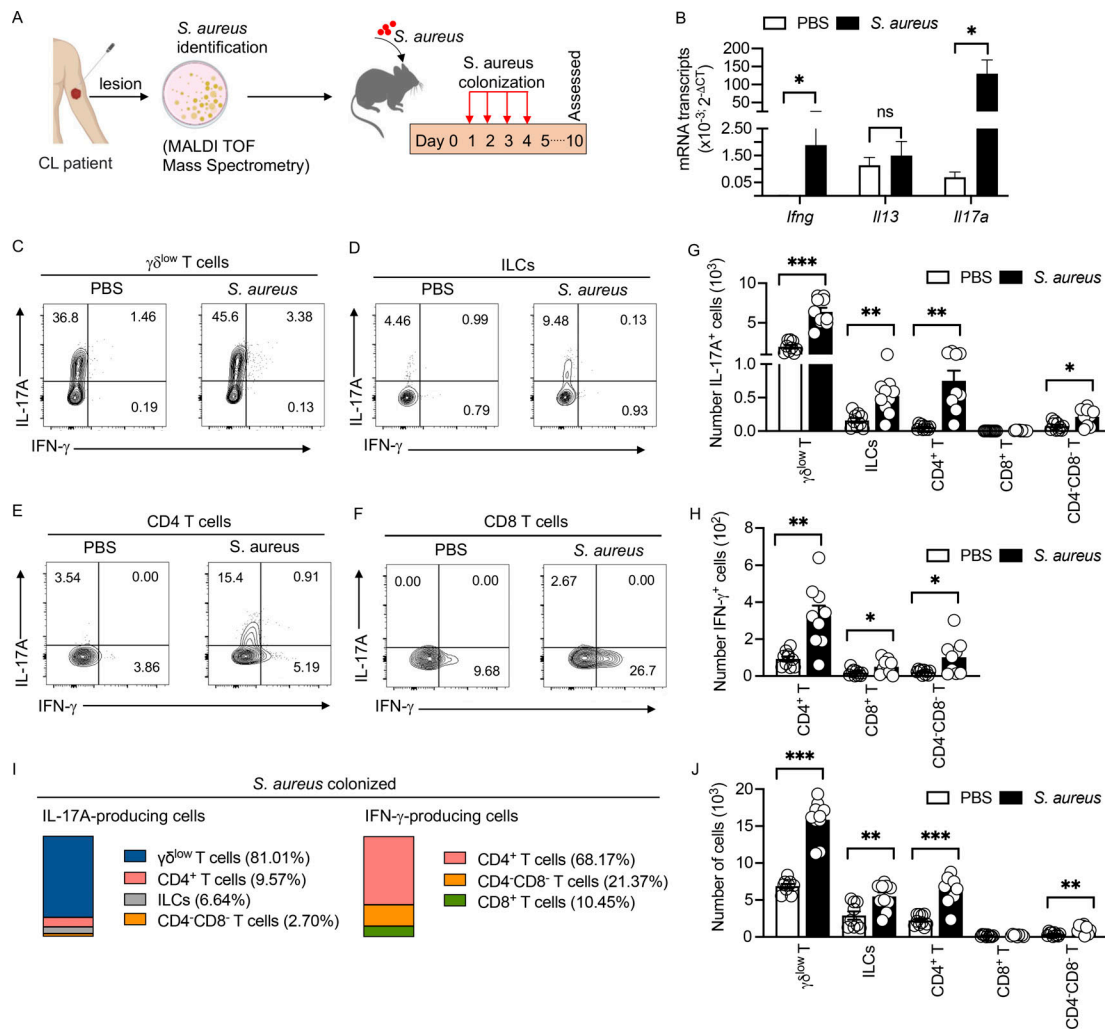 A
S. aureus
identification
lesion
(MALDI TOF
Mass Spectrometry)
CL patient
S. aureus
S. aureus
colonization
Assessed
Day 0 1 2 3 4 5 ····· 10
B
PBS S. aureus
mRNA transcripts
(x10-3; 2-ΔCT)
200
150
100
50
2.50
1.50
0.05
*
ns
*
Ifng Il13 Il17a
C
γδlow T cells
PBS S. aureus
36.8 1.46
0.19
45.6 3.38
0.13
IL-17A
IFN-γ
D
ILCs
PBS S. aureus
4.46 0.99
0.79
9.48 0.13
0.93
IL-17A
IFN-γ
E
CD4 T cells
PBS S. aureus
3.54 0.00
3.86
15.4 0.91
5.19
IL-17A
IFN-γ
F
CD8 T cells
PBS S. aureus
0.00 0.00
9.68
2.67 0.00
26.7
IL-17A
IFN-γ
G
PBS S. aureus
Number IL-17A+ cells (103)
10
5
1.0
0.5
0.0
***
**
**
*
γδlow T
ILCs
CD4+ T
CD8+ T
CD4-CD8- T
H
PBS S. aureus
Number IFN-γ+ cells (102)
8
6
4
2
0
**
*
*
CD4+ T
CD8+ T
CD4-CD8- T
I
S. aureus colonized
IL-17A-producing cells
γδlow T cells (81.01%)
CD4+ T cells (9.57%)
ILCs (6.64%)
CD4-CD8- T cells (2.70%)
IFN-γ-producing cells
CD4+ T cells (68.17%)
CD4-CD8- T cells (21.37%)
CD8+ T cells (10.45%)
J
PBS S. aureus
Number of cells (103)
20
15
10
5
0
***
**
***
**
γδlow T
ILCs
CD4+ T
CD8+ T
CD4-CD8- T